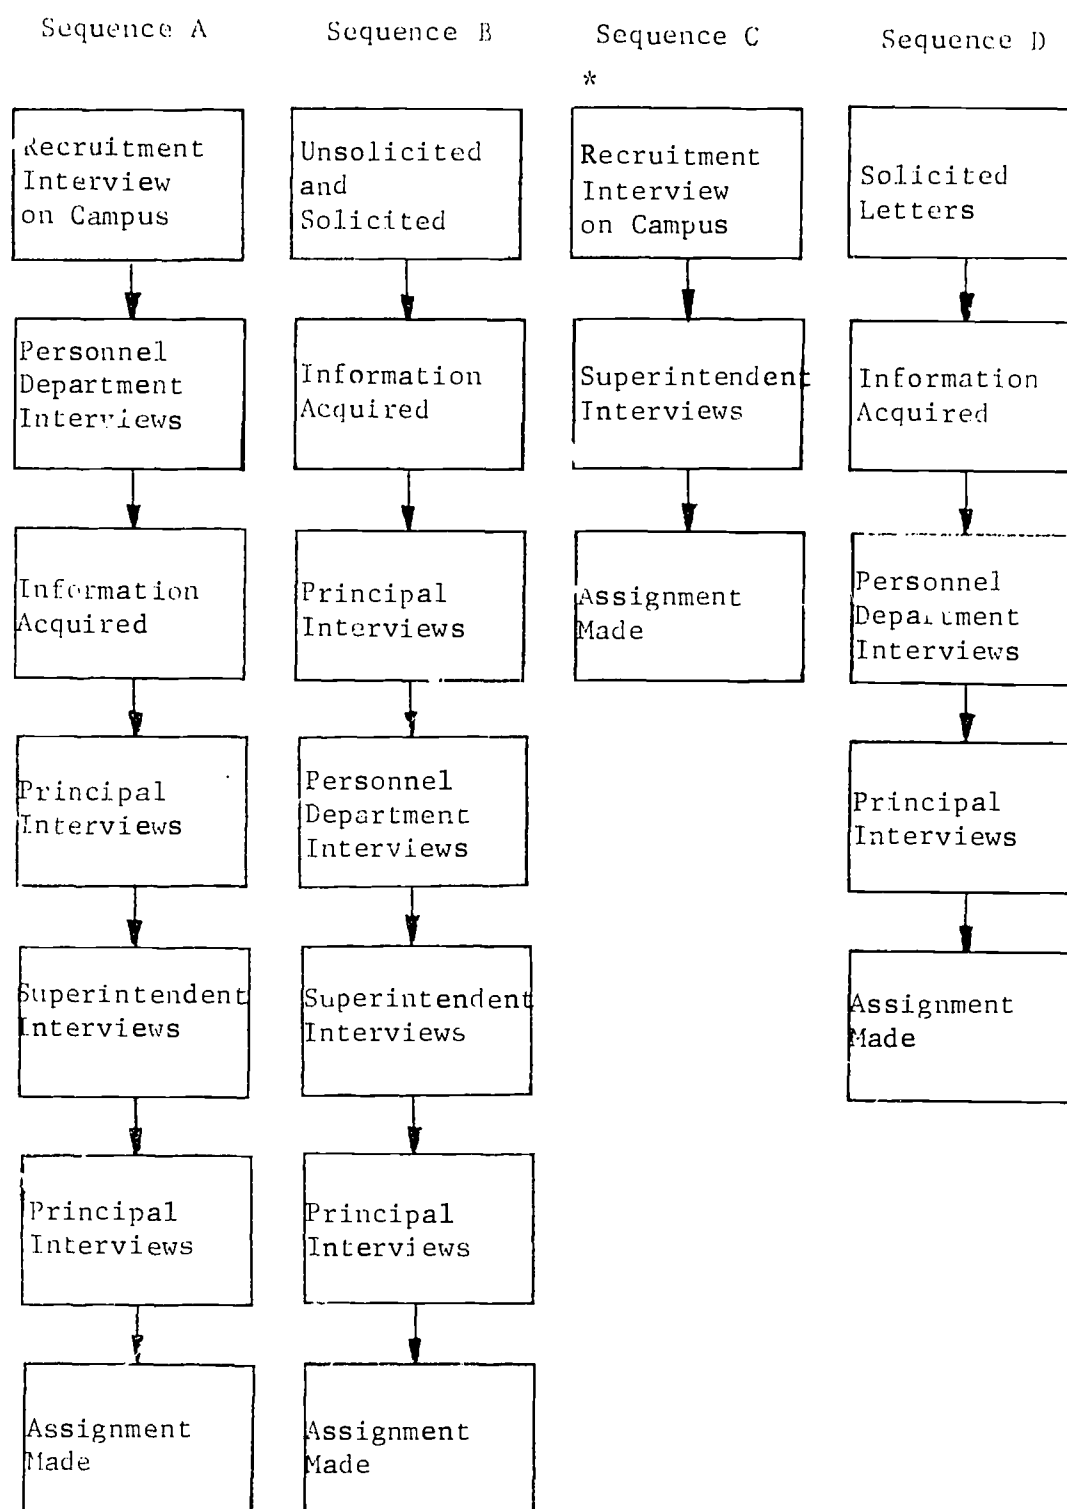 Sequence A
Recruitment
Interview
on Campus
Personnel
Department
Interviews
Information
Acquired
Principal
Interviews
Superintendent
Interviews
Principal
Interviews
Assignment
Made
Sequence B
Unsolicited
and
Solicited
Information
Acquired
Principal
Interviews
Personnel
Department
Interviews
Superintendent
Interviews
Principal
Interviews
Assignment
Made
Sequence C
*
Recruitment
Interview
on Campus
Superintendent
Interviews
Assignment
Made
Sequence D
Solicited
Letters
Information
Acquired
Personnel
Department
Interviews
Principal
Interviews
Assignment
Made